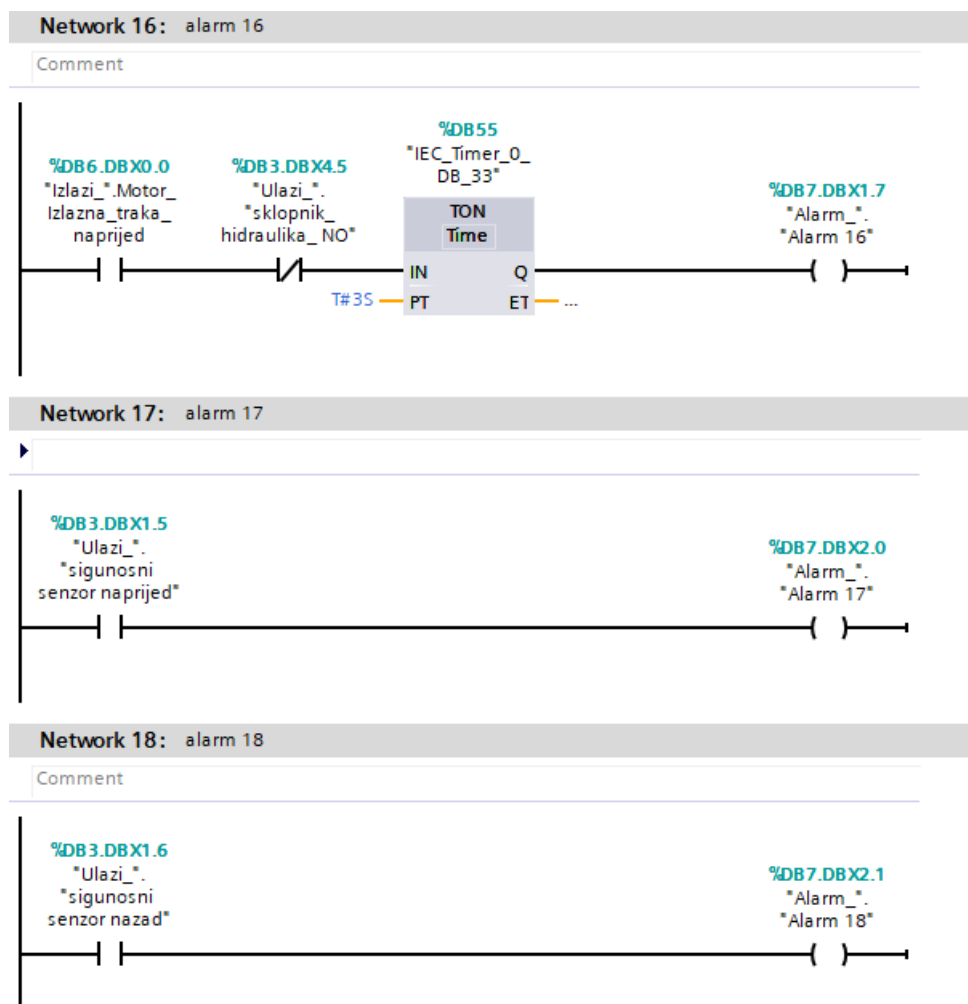 Network 16: alarm 16
Comment
%DB55
"IEC_Timer_0_
DB_33"
%DB6.DBX0.0
"Izlazi_".Motor_
Izlazna_traka_
naprijed
%DB3.DBX4.5
"Ulazi_".
"sklopnik_
hidraulika_ NO"
TON
Time
%DB7.DBX1.7
"Alarm_".
"Alarm 16"
IN Q
T#3S PT ET ...
Network 17: alarm 17
%DB3.DBX1.5
"Ulazi_".
"sigunosni
senzor naprijed"
%DB7.DBX2.0
"Alarm_".
"Alarm 17"
Network 18: alarm 18
Comment
%DB3.DBX1.6
"Ulazi_".
"sigunosni
senzor nazad"
%DB7.DBX2.1
"Alarm_".
"Alarm 18"